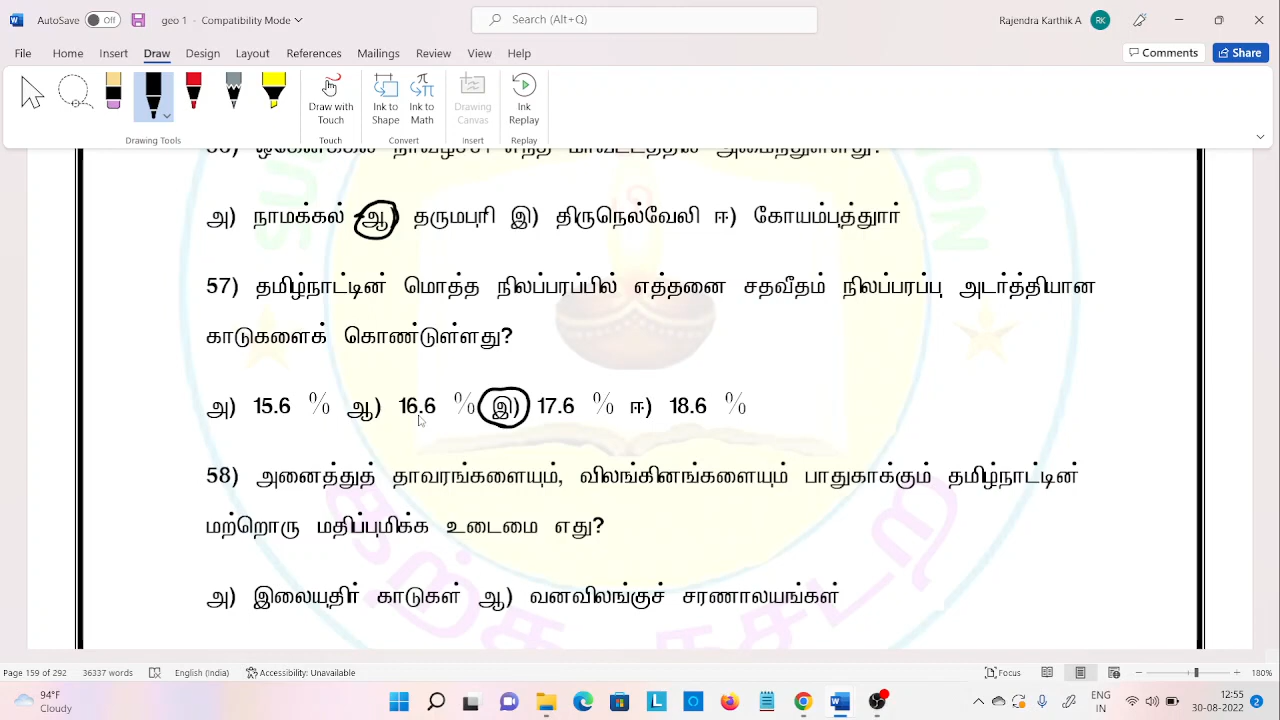 AutoSave Off geo 1 - Compatibility Mode Search (Alt+Q) Rajendra Karthik A RK
File Home Insert Draw Design Layout References Mailings Review View Help Comments Share
Draw with Touch Ink to Shape Ink to Math Drawing Canvas Ink Replay
Drawing Tools Touch Convert Insert Replay
அ) நாமக்கல் ஆ) தருமபுரி இ) திருநெல்வேலி ஈ) கோயம்புத்தூர்
57) தமிழ்நாட்டின் மொத்த நிலப்பரப்பில் எத்தனை சதவீதம் நிலப்பரப்பு அடர்த்தியான
காடுகளைக் கொண்டுள்ளது?
அ) 15.6 % ஆ) 16.6 % இ) 17.6 % ஈ) 18.6 %
58) அனைத்துத் தாவரங்களையும், விலங்கினங்களையும் பாதுகாக்கும் தமிழ்நாட்டின்
மற்றொரு மதிப்புமிக்க உடைமை எது?
அ) இலையுதிர் காடுகள் ஆ) வனவிலங்குச் சரணாலயங்கள்
Page 159 of 292 36337 words English (India) Accessibility: Unavailable Focus 180%
94°F ENG 12:55
IN 30-08-2022 2